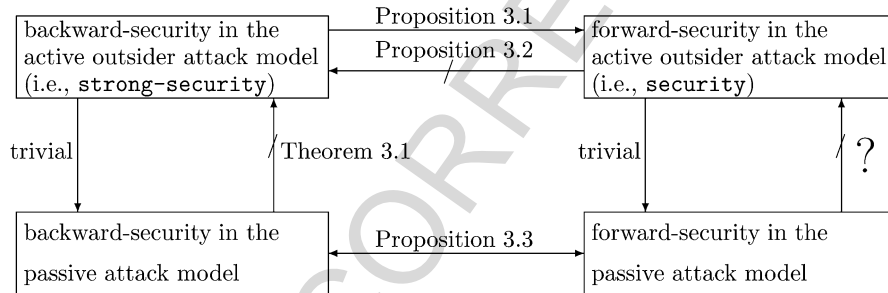 backward-security in the
active outsider attack model
(i.e., strong-security)
Proposition 3.1
Proposition 3.2
forward-security in the
active outsider attack model
(i.e., security)
trivial
Theorem 3.1
trivial
?
backward-security in the
passive attack model
Proposition 3.3
forward-security in the
passive attack model
CORRE